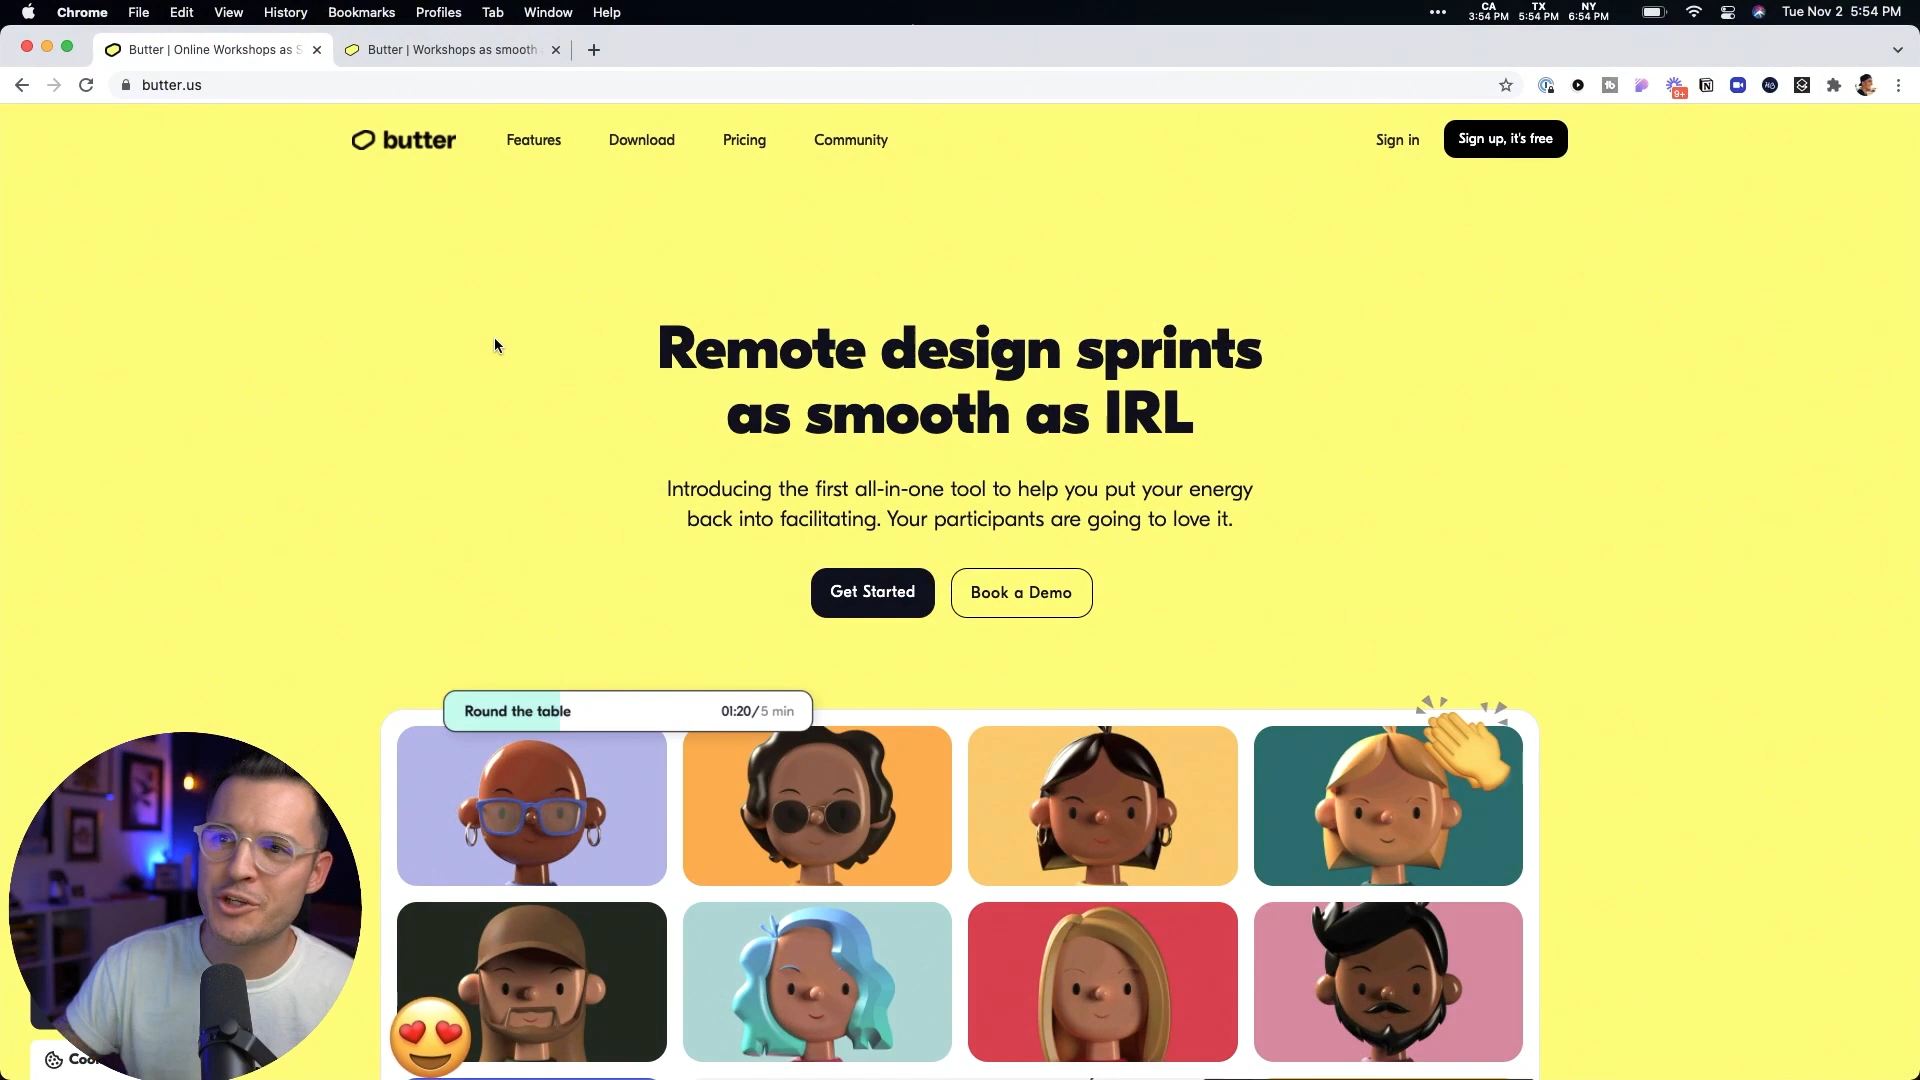 Chrome File Edit View History Bookmarks Profiles Tab Window Help
CA TX NY
3:54 PM 5:54 PM 6:54 PM
Tue Nov 2 5:54 PM
Butter | Online Workshops as S
Butter | Workshops as smooth
butter.us
9+
butter Features Download Pricing Community Sign in Sign up, it's free
Remote design sprints
as smooth as IRL
Introducing the first all-in-one tool to help you put your energy
back into facilitating. Your participants are going to love it.
Get Started Book a Demo
Round the table 01:20/5 min